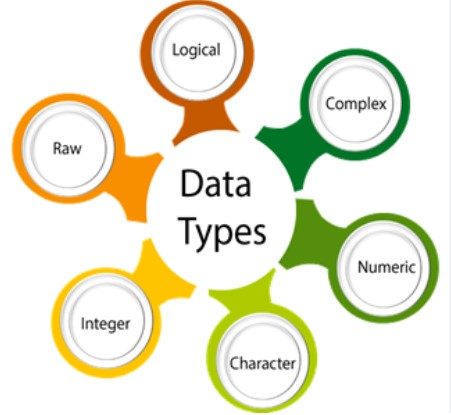 Logical
Complex
Raw
Data
Types
Numeric
Integer
Character